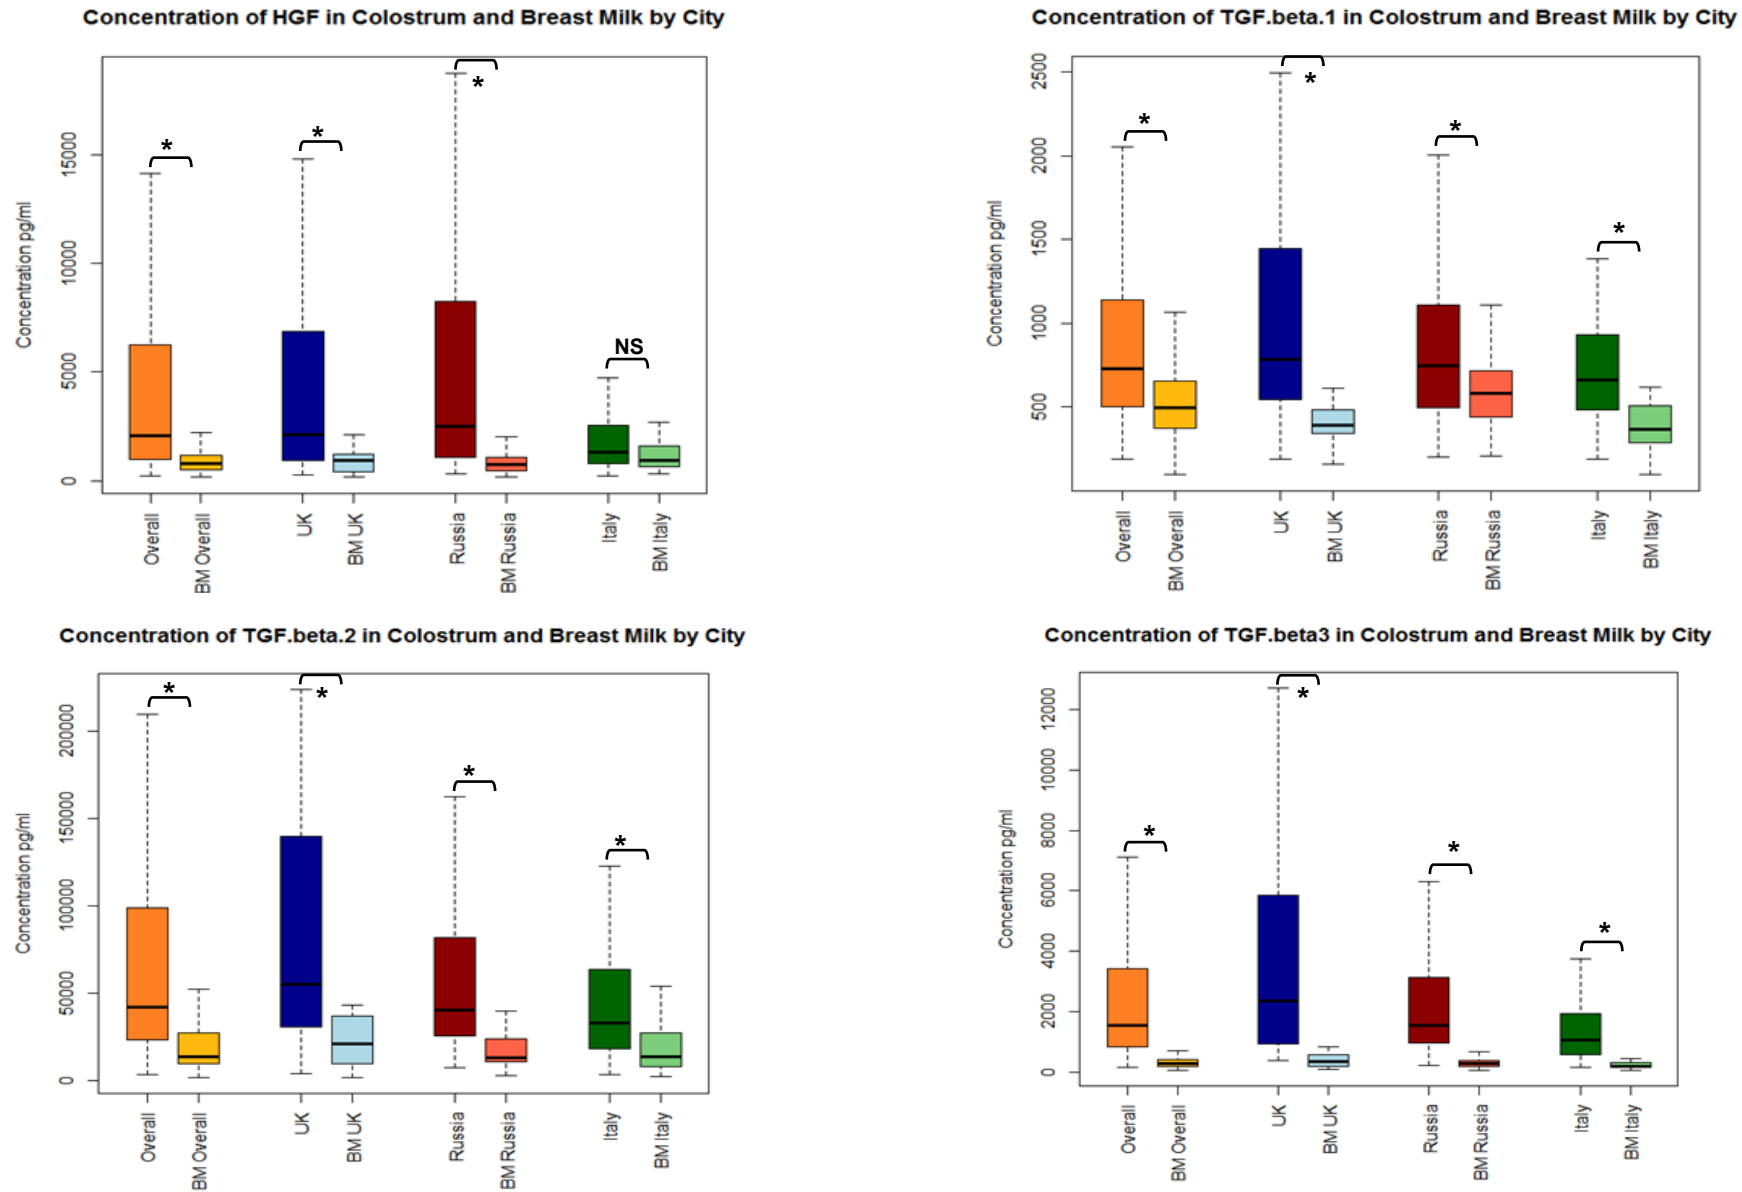 Concentration of HGF in Colostrum and Breast Milk by City
Concentration pg/ml
15000
10000
5000
0
*
*
*
NS
Overall
BM Overall
UK
BM UK
Russia
BM Russia
Italy
BM Italy
Concentration of TGF.beta.1 in Colostrum and Breast Milk by City
Concentration pg/ml
2500
2000
1500
1000
500
*
*
*
*
Overall
BM Overall
UK
BM UK
Russia
BM Russia
Italy
BM Italy
Concentration of TGF.beta.2 in Colostrum and Breast Milk by City
Concentration pg/ml
200000
150000
100000
50000
0
*
*
*
*
Overall
BM Overall
UK
BM UK
Russia
BM Russia
Italy
BM Italy
Concentration of TGF.beta3 in Colostrum and Breast Milk by City
Concentration pg/ml
12000
10000
8000
6000
4000
2000
0
*
*
*
*
Overall
BM Overall
UK
BM UK
Russia
BM Russia
Italy
BM Italy